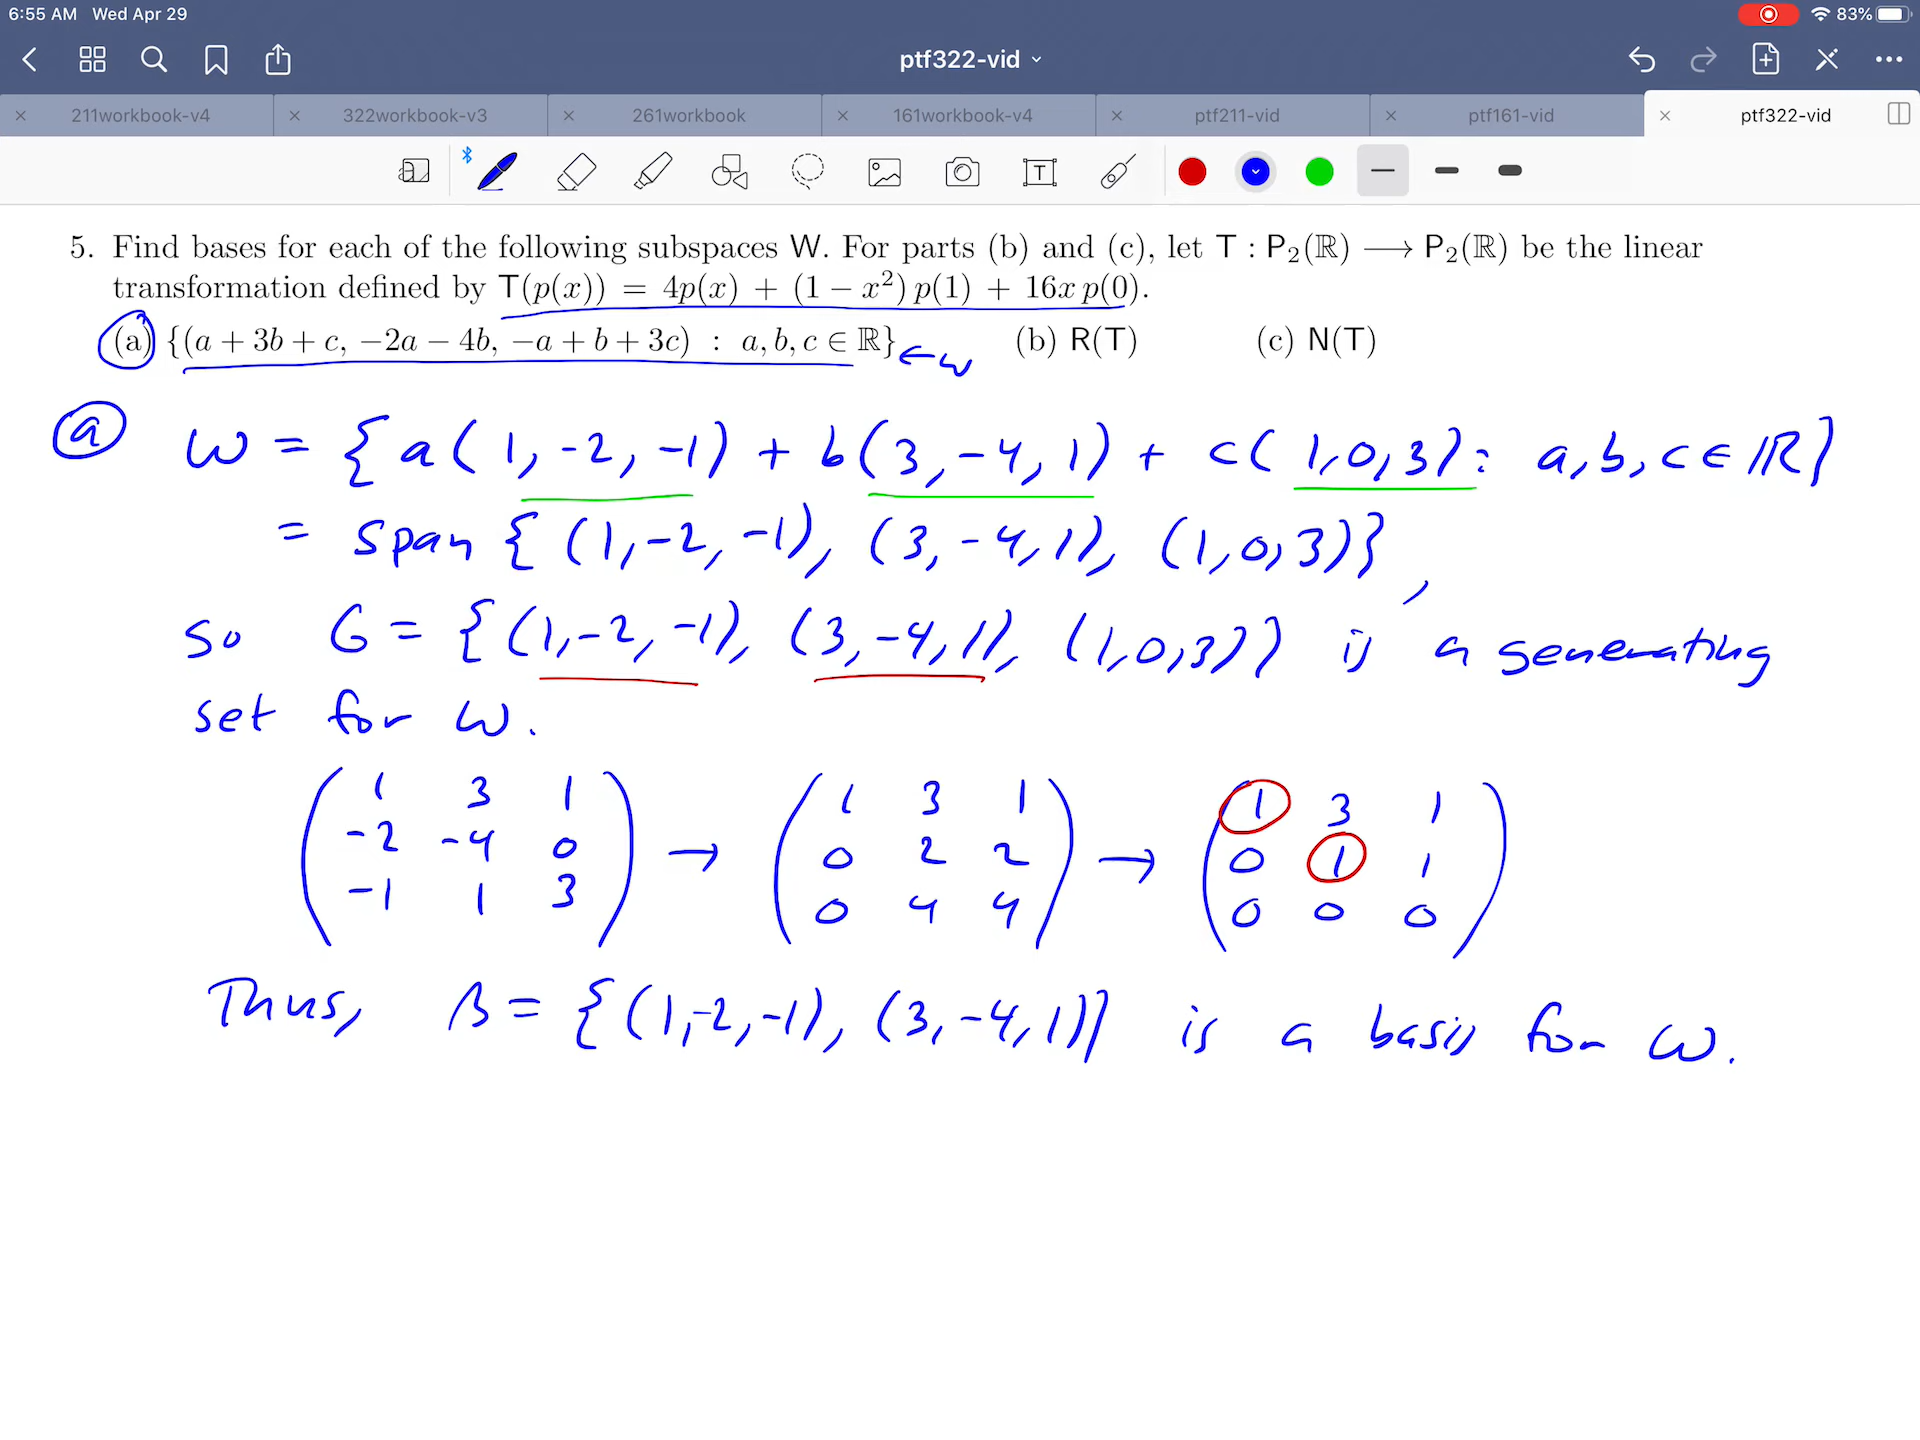 6:55 AM Wed Apr 29
83%
ptf322-vid
211workbook-v4 322workbook-v3 261workbook 161workbook-v4 ptf211-vid ptf161-vid ptf322-vid
5. Find bases for each of the following subspaces W. For parts (b) and (c), let T : P₂(ℝ) ⟶ P₂(ℝ) be the linear
transformation defined by T(p(x)) = 4p(x) + (1 − x²) p(1) + 16x p(0).
(a) {(a + 3b + c, −2a − 4b, −a + b + 3c) : a, b, c ∈ ℝ} ← W (b) R(T) (c) N(T)
(a) W = { a(1,-2,-1) + b(3,-4,1) + c(1,0,3) : a,b,c ∈ ℝ }
= span { (1,-2,-1), (3,-4,1), (1,0,3) },
so G = { (1,-2,-1), (3,-4,1), (1,0,3) } is a generating
set for W.
( 1 3 1 ) ( 1 3 1 ) ( 1 3 1 )
( -2 -4 0 ) → ( 0 2 2 ) → ( 0 1 1 )
( -1 1 3 ) ( 0 4 4 ) ( 0 0 0 )
Thus, β = { (1,-2,-1), (3,-4,1) } is a basis for W.